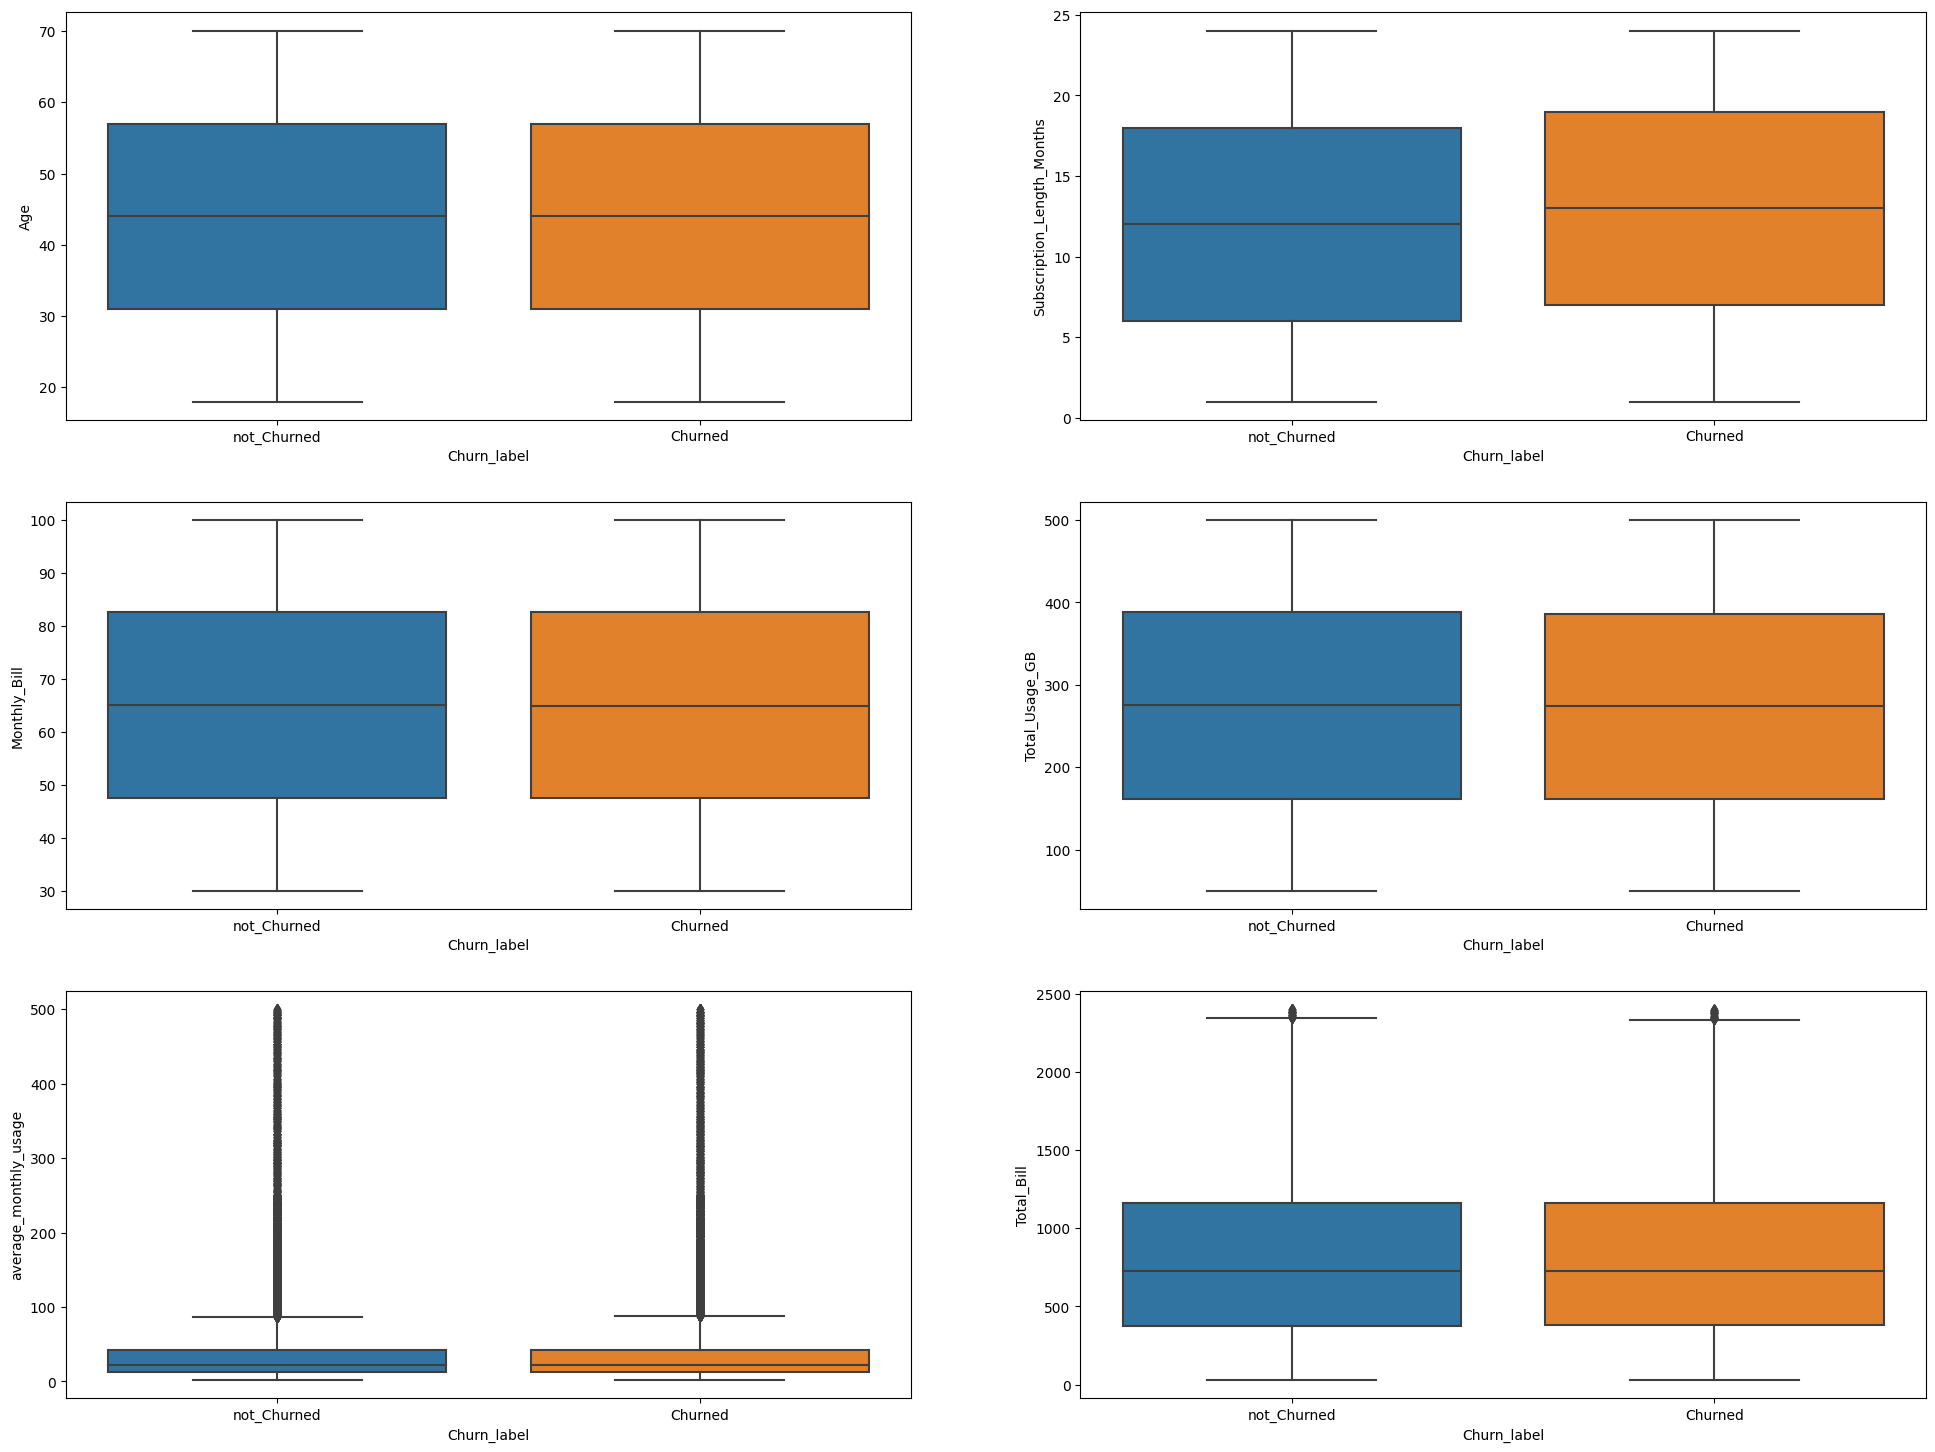 70
60
50
40
30
20
Age
not_Churned
Churned
Churn_label
25
20
15
10
5
0
Subscription_Length_Months
not_Churned
Churned
Churn_label
100
90
80
70
60
50
40
30
Monthly_Bill
not_Churned
Churned
Churn_label
500
400
300
200
100
Total_Usage_GB
not_Churned
Churned
Churn_label
500
400
300
200
100
0
average_monthly_usage
not_Churned
Churned
Churn_label
2500
2000
1500
1000
500
0
Total_Bill
not_Churned
Churned
Churn_label